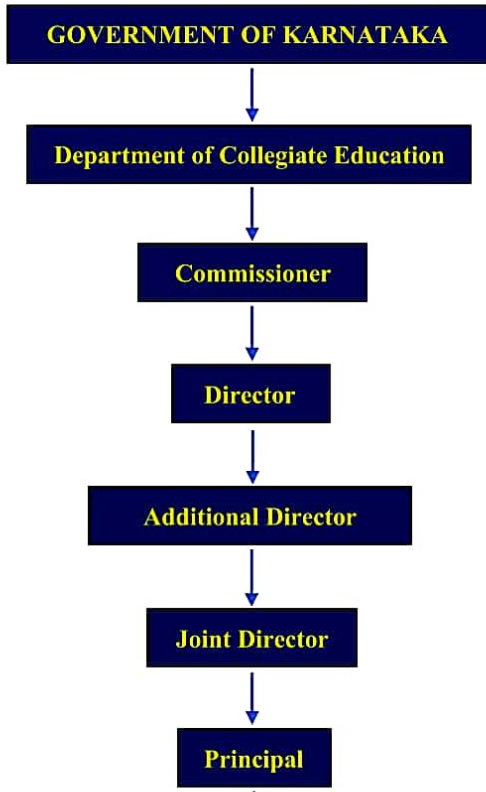 GOVERNMENT OF KARNATAKA
Department of Collegiate Education
Commissioner
Director
Additional Director
Joint Director
Principal